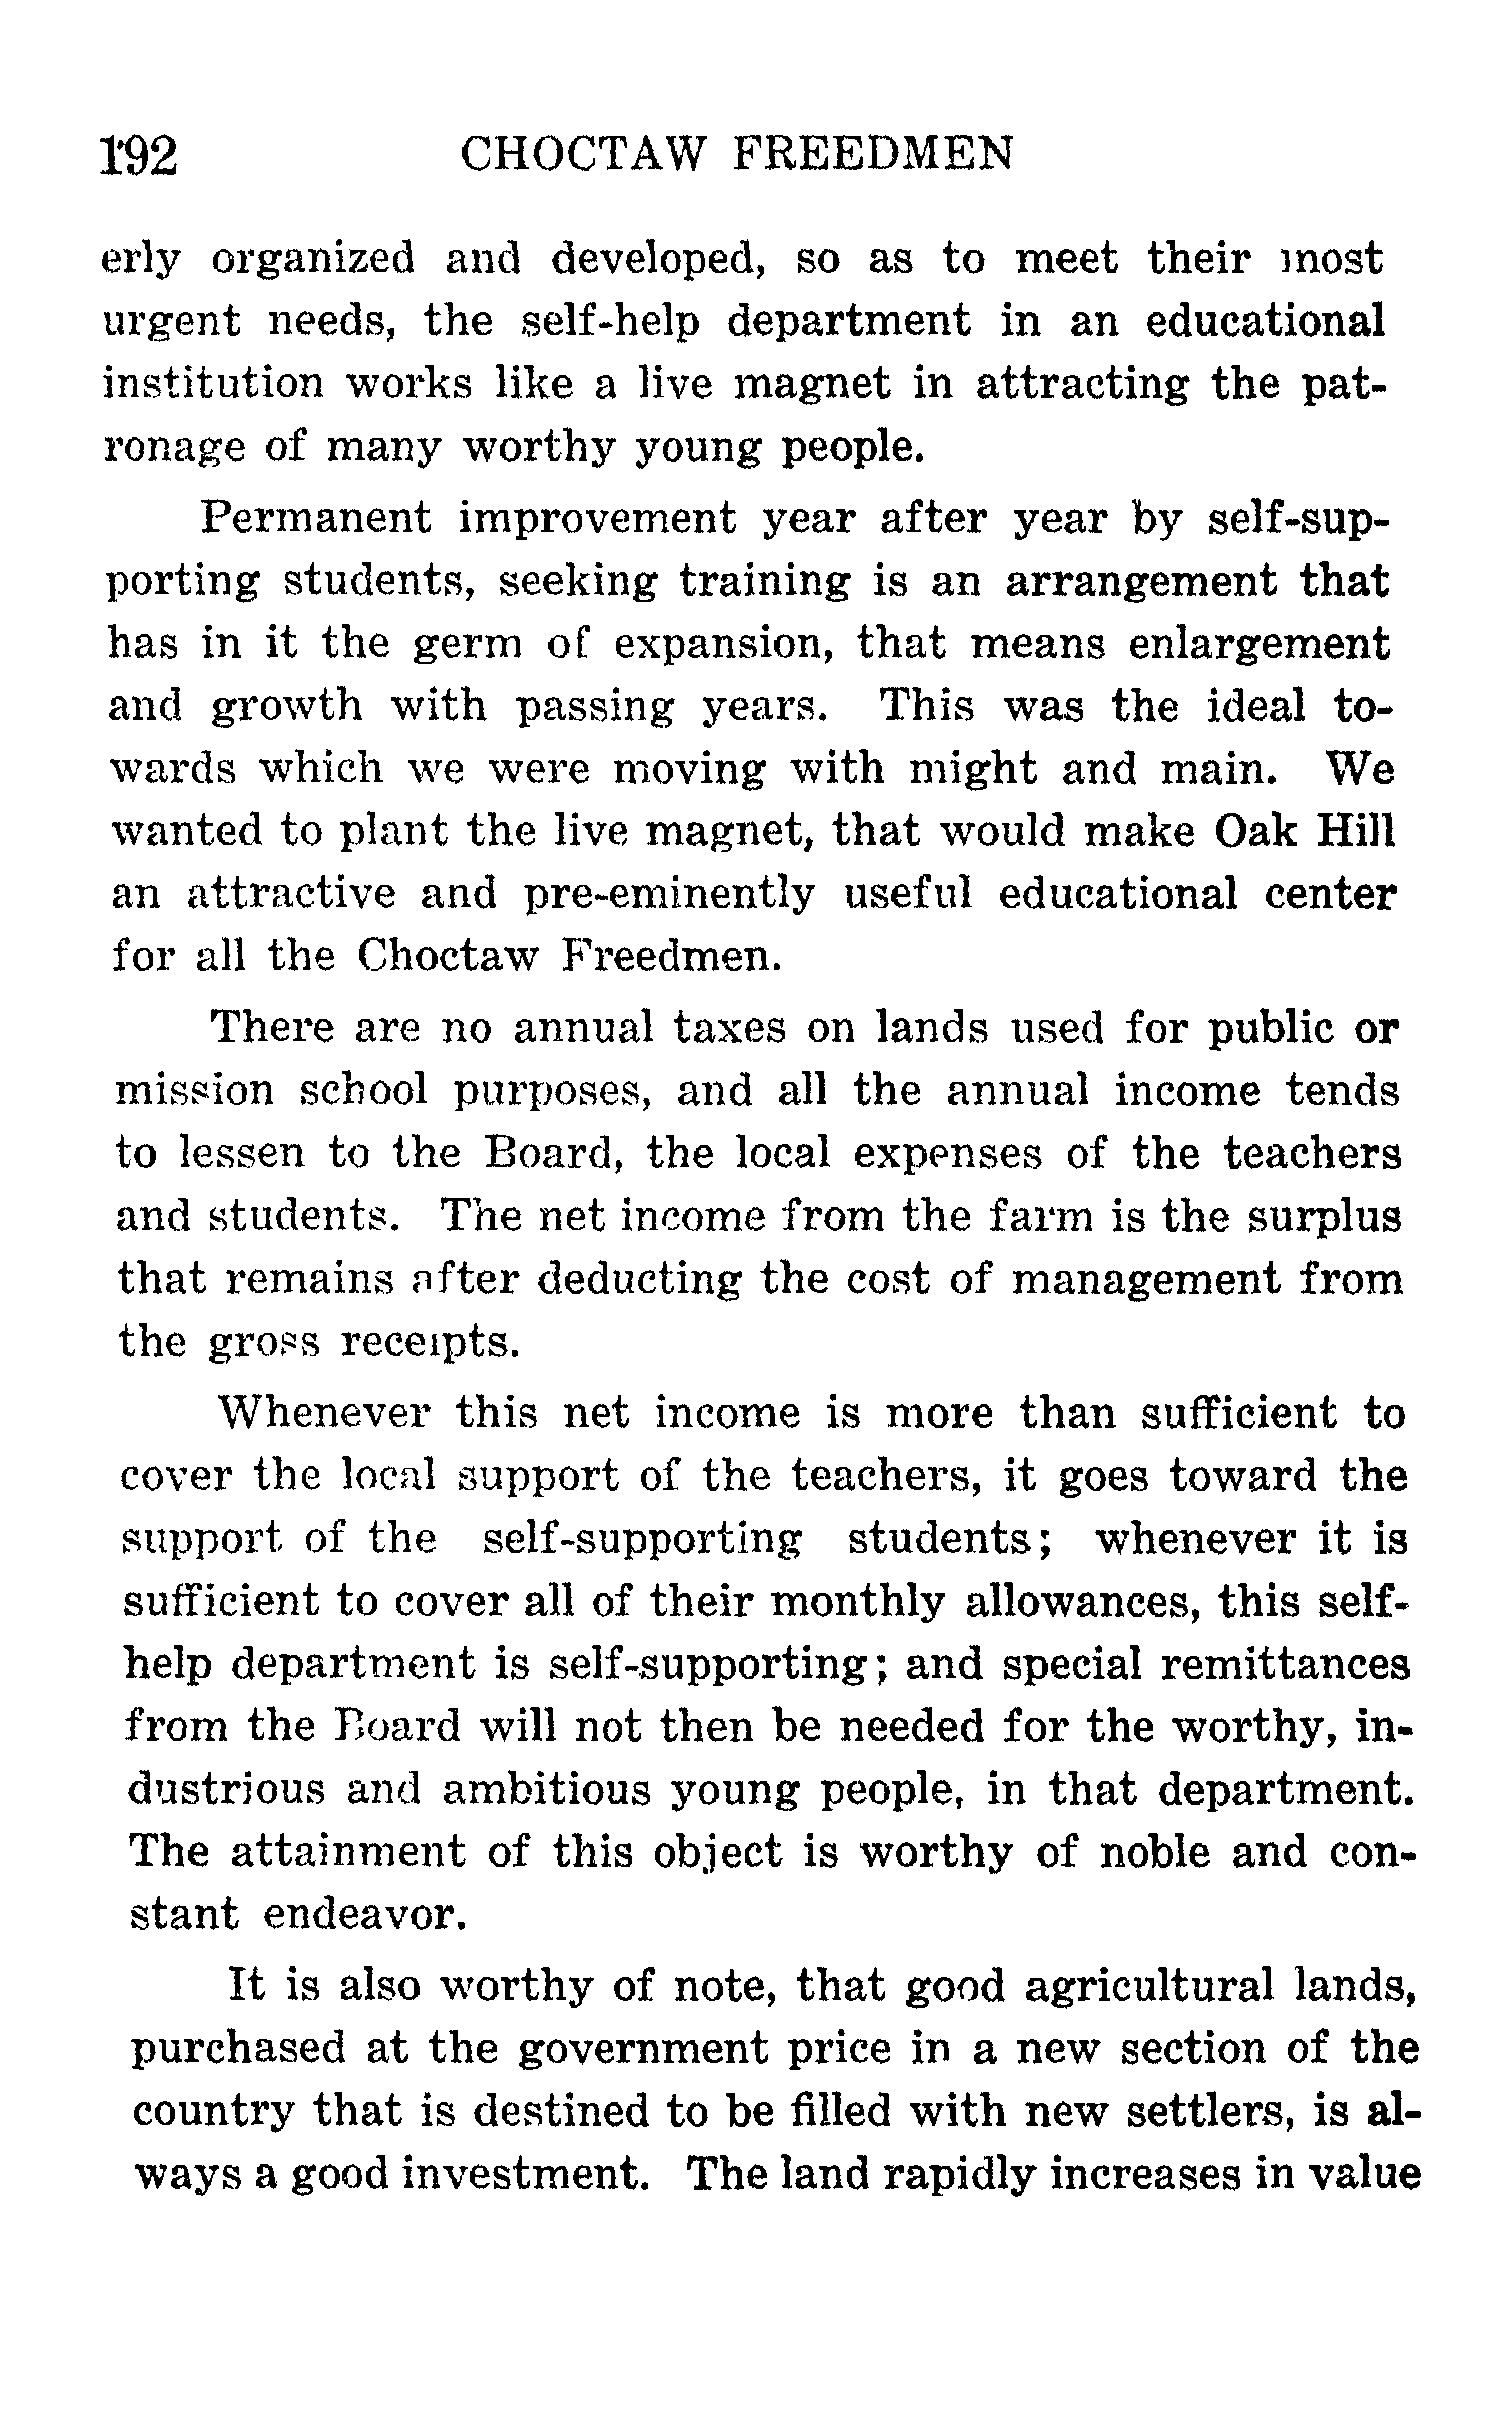 192 CHOCTAW FREEDMEN
erly organized and developed, so as to meet their most
urgent needs, the self-help department in an educational
institution works like a live magnet in attracting the pat-
ronage of many worthy young people.
Permanent improvement year after year by self-sup-
porting students, seeking training is an arrangement that
has in it the germ of expansion, that means enlargement
and growth with passing years. This was the ideal to-
wards which we were moving with might and main. We
wanted to plant the live magnet, that would make Oak Hill
an attractive and pre-eminently useful educational center
for all the Choctaw Freedmen.
There are no annual taxes on lands used for public or
mission school purposes, and all the annual income tends
to lessen to the Board, the local expenses of the teachers
and students. The net income from the farm is the surplus
that remains after deducting the cost of management from
the gross receipts.
Whenever this net income is more than sufficient to
cover the local support of the teachers, it goes toward the
support of the self-supporting students; whenever it is
sufficient to cover all of their monthly allowances, this self-
help department is self-supporting; and special remittances
from the Board will not then be needed for the worthy, in-
dustrious and ambitious young people, in that department.
The attainment of this object is worthy of noble and con-
stant endeavor.
It is also worthy of note, that good agricultural lands,
purchased at the government price in a new section of the
country that is destined to be filled with new settlers, is al-
ways a good investment. The land rapidly increases in value